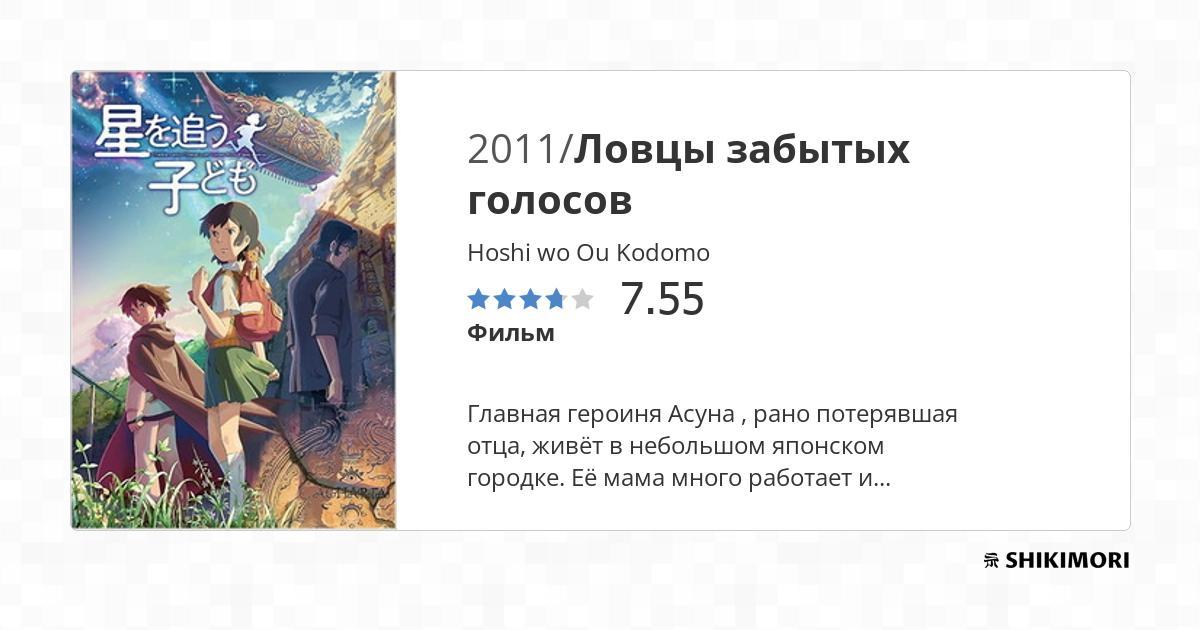 星を追う
子ども
AGHARTA
2011/Ловцы забытых
голосов
Hoshi wo Ou Kodomo
7.55
Фильм
Главная героиня Асуна , рано потерявшая
отца, живёт в небольшом японском
городке. Её мама много работает и...
SHIKIMORI